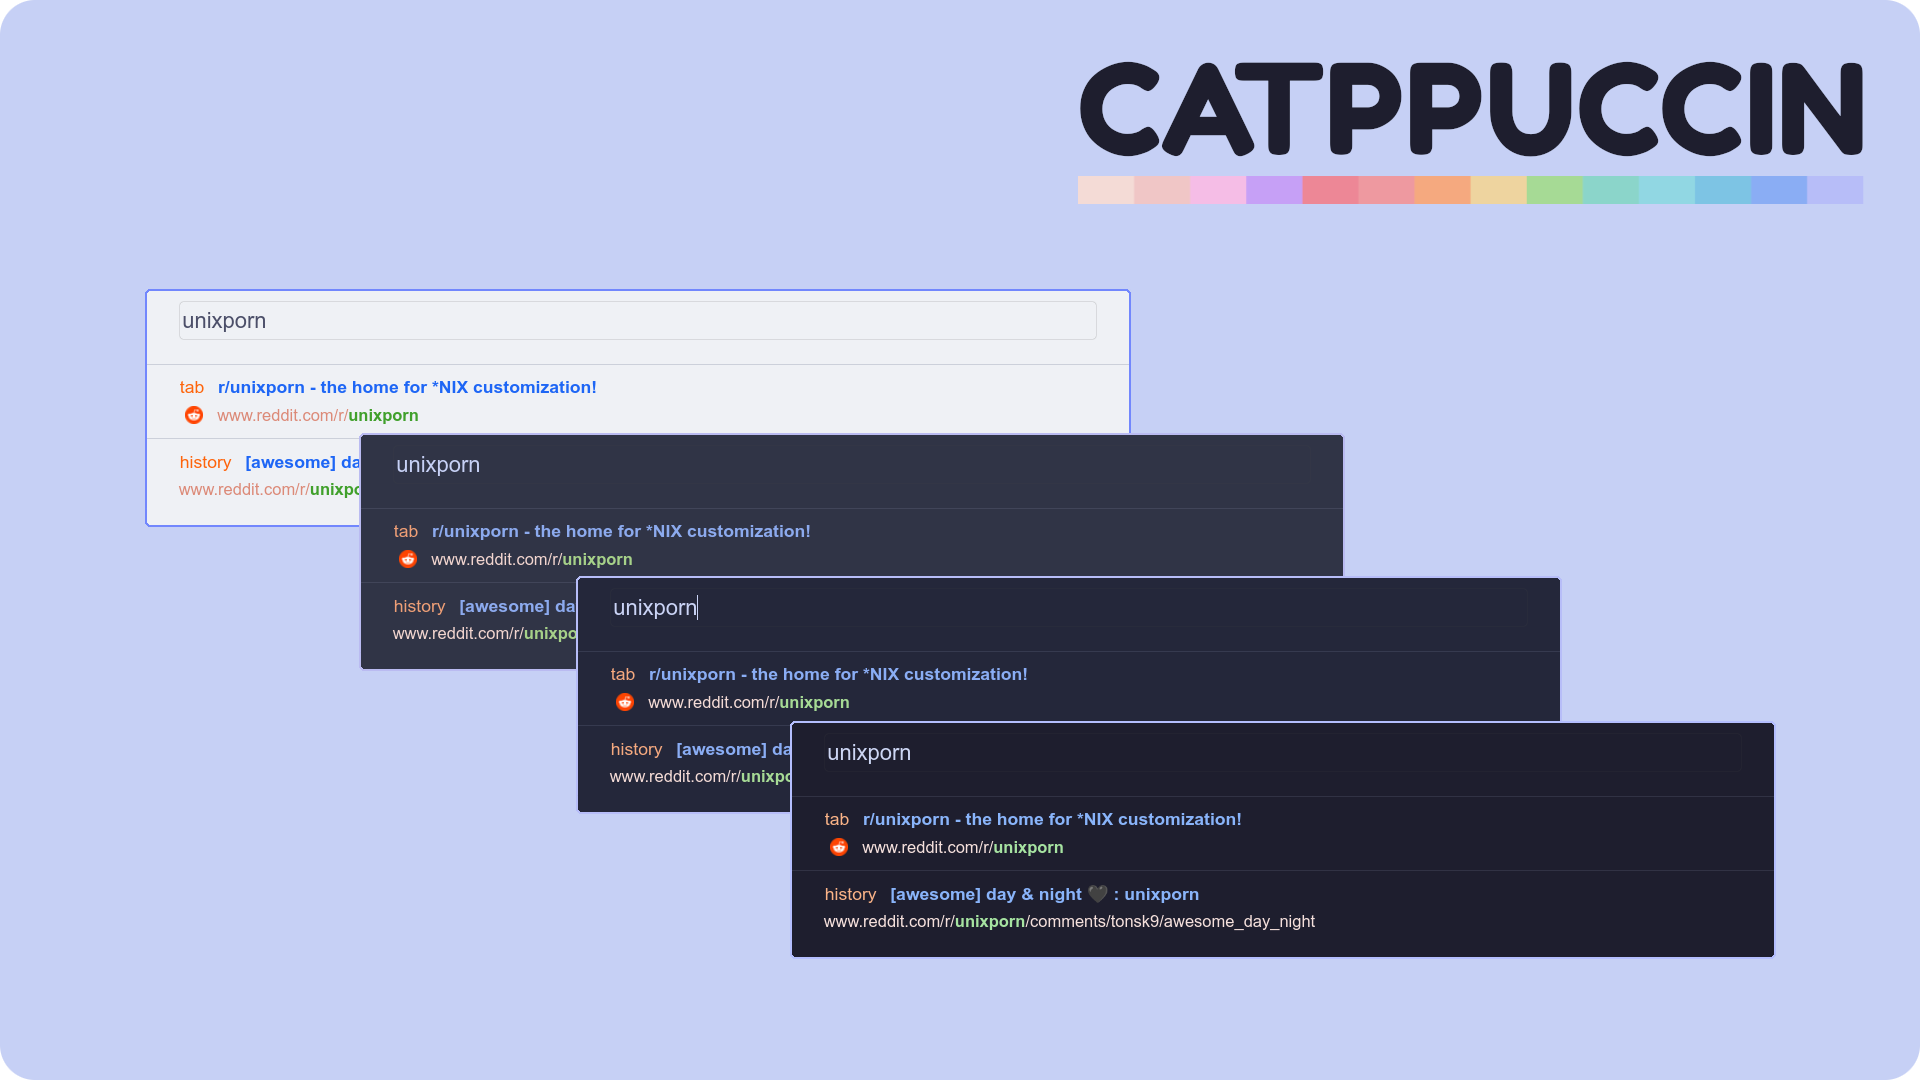 CATPPUCCIN
unixporn
tab r/unixporn - the home for *NIX customization!
www.reddit.com/r/unixporn
history [awesome] da
www.reddit.com/r/unixpo
unixporn
tab r/unixporn - the home for *NIX customization!
www.reddit.com/r/unixporn
history [awesome] da
www.reddit.com/r/unixpo
unixporn
tab r/unixporn - the home for *NIX customization!
www.reddit.com/r/unixporn
history [awesome] da
www.reddit.com/r/unixpo
unixporn
tab r/unixporn - the home for *NIX customization!
www.reddit.com/r/unixporn
history [awesome] day & night 🖤 : unixporn
www.reddit.com/r/unixporn/comments/tonsk9/awesome_day_night